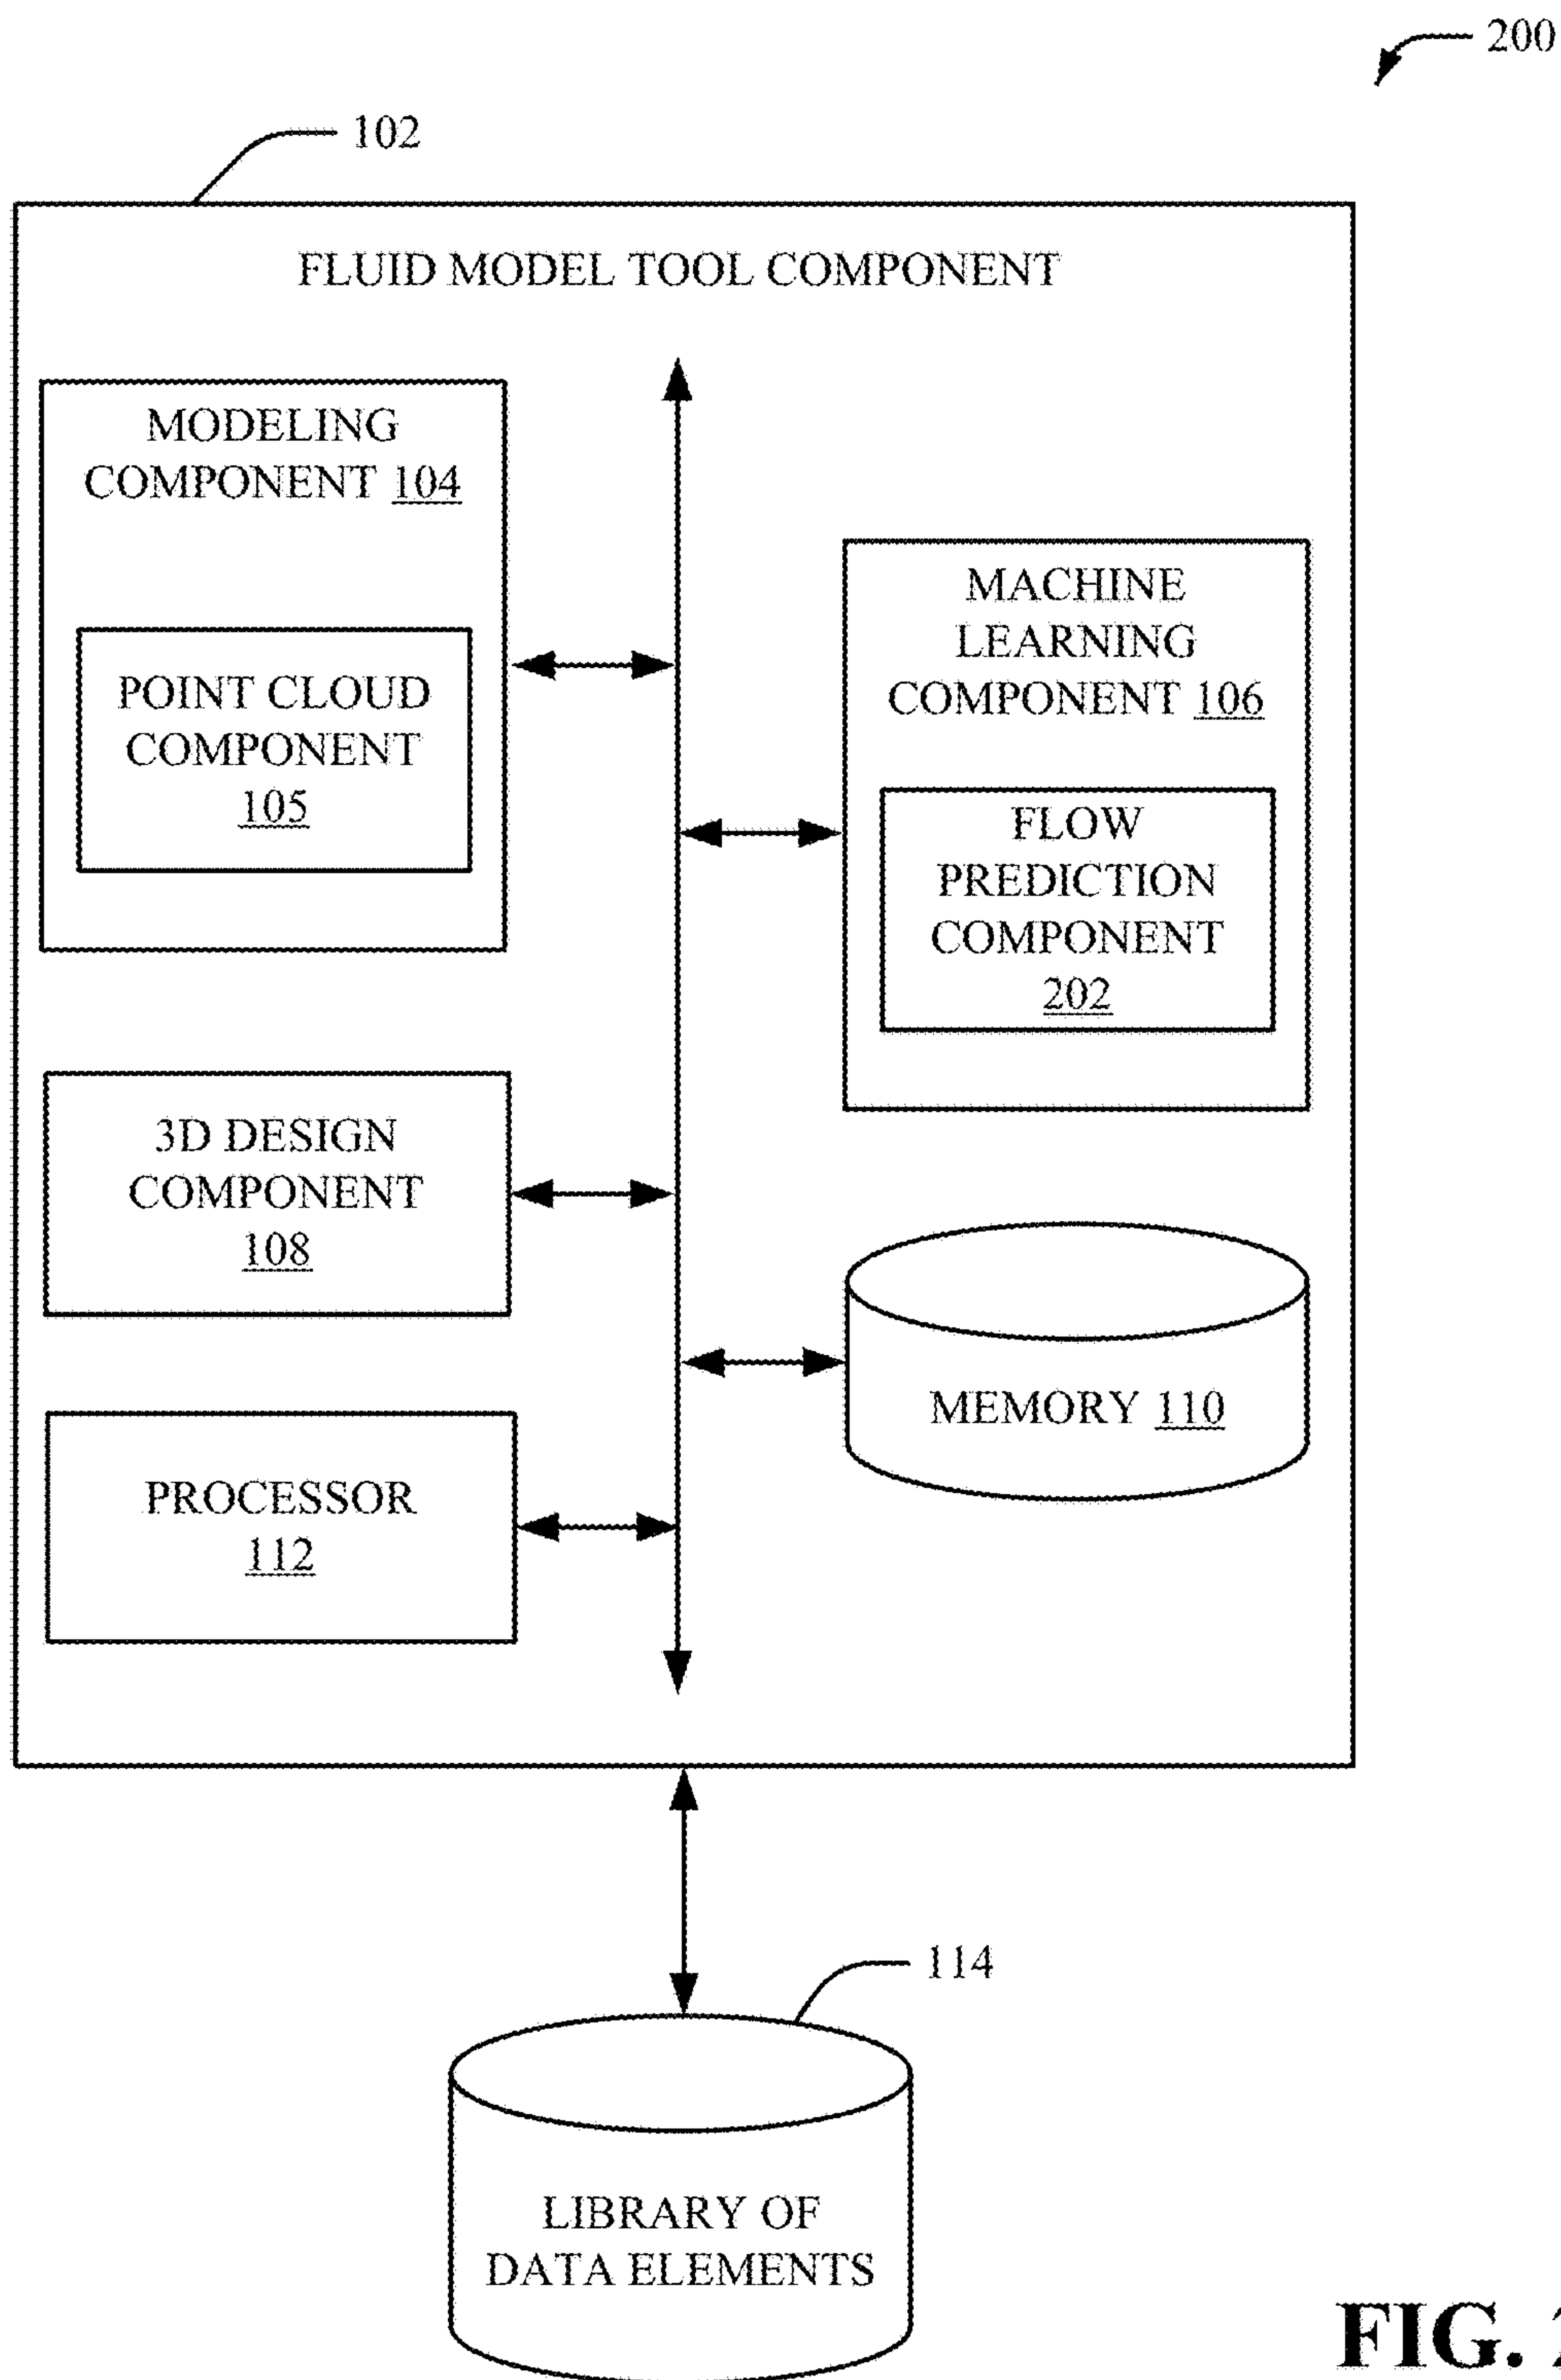 200
102
FLUID MODEL TOOL COMPONENT
MODELING
COMPONENT 104
POINT CLOUD
COMPONENT
105
MACHINE
LEARNING
COMPONENT 106
FLOW
PREDICTION
COMPONENT
202
3D DESIGN
COMPONENT
108
MEMORY 110
PROCESSOR
112
114
LIBRARY OF
DATA ELEMENTS
FIG.